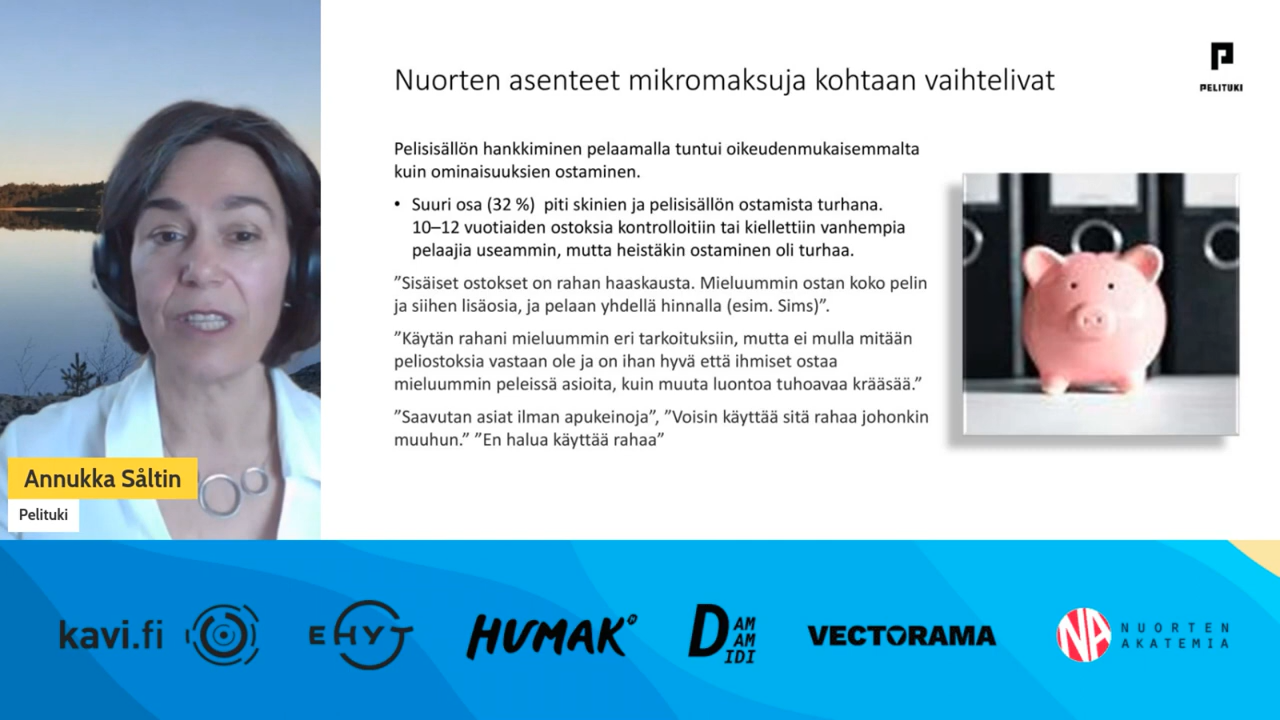 Nuorten asenteet mikromaksuja kohtaan vaihtelivat
PELITUKI
Pelisisällön hankkiminen pelaamalla tuntui oikeudenmukaisemmalta
kuin ominaisuuksien ostaminen.
• Suuri osa (32 %) piti skinien ja pelisisällön ostamista turhana.
10–12 vuotiaiden ostoksia kontrolloitiin tai kiellettiin vanhempia
pelaajia useammin, mutta heistäkin ostaminen oli turhaa.
”Sisäiset ostokset on rahan haaskausta. Mieluummin ostan koko pelin
ja siihen lisäosia, ja pelaan yhdellä hinnalla (esim. Sims)”.
”Käytän rahani mieluummin eri tarkoituksiin, mutta ei mulla mitään
peliostoksia vastaan ole ja on ihan hyvä että ihmiset ostaa
mieluummin peleissä asioita, kuin muuta luontoa tuhoavaa krääsää.”
”Saavutan asiat ilman apukeinoja”, ”Voisin käyttää sitä rahaa johonkin
muuhun.” ”En halua käyttää rahaa”
Annukka Såltin
Pelituki
kavi.fi
EHYT
HUMAK
DAMAMIDI
VECTORAMA
NA NUORTEN
AKATEMIA